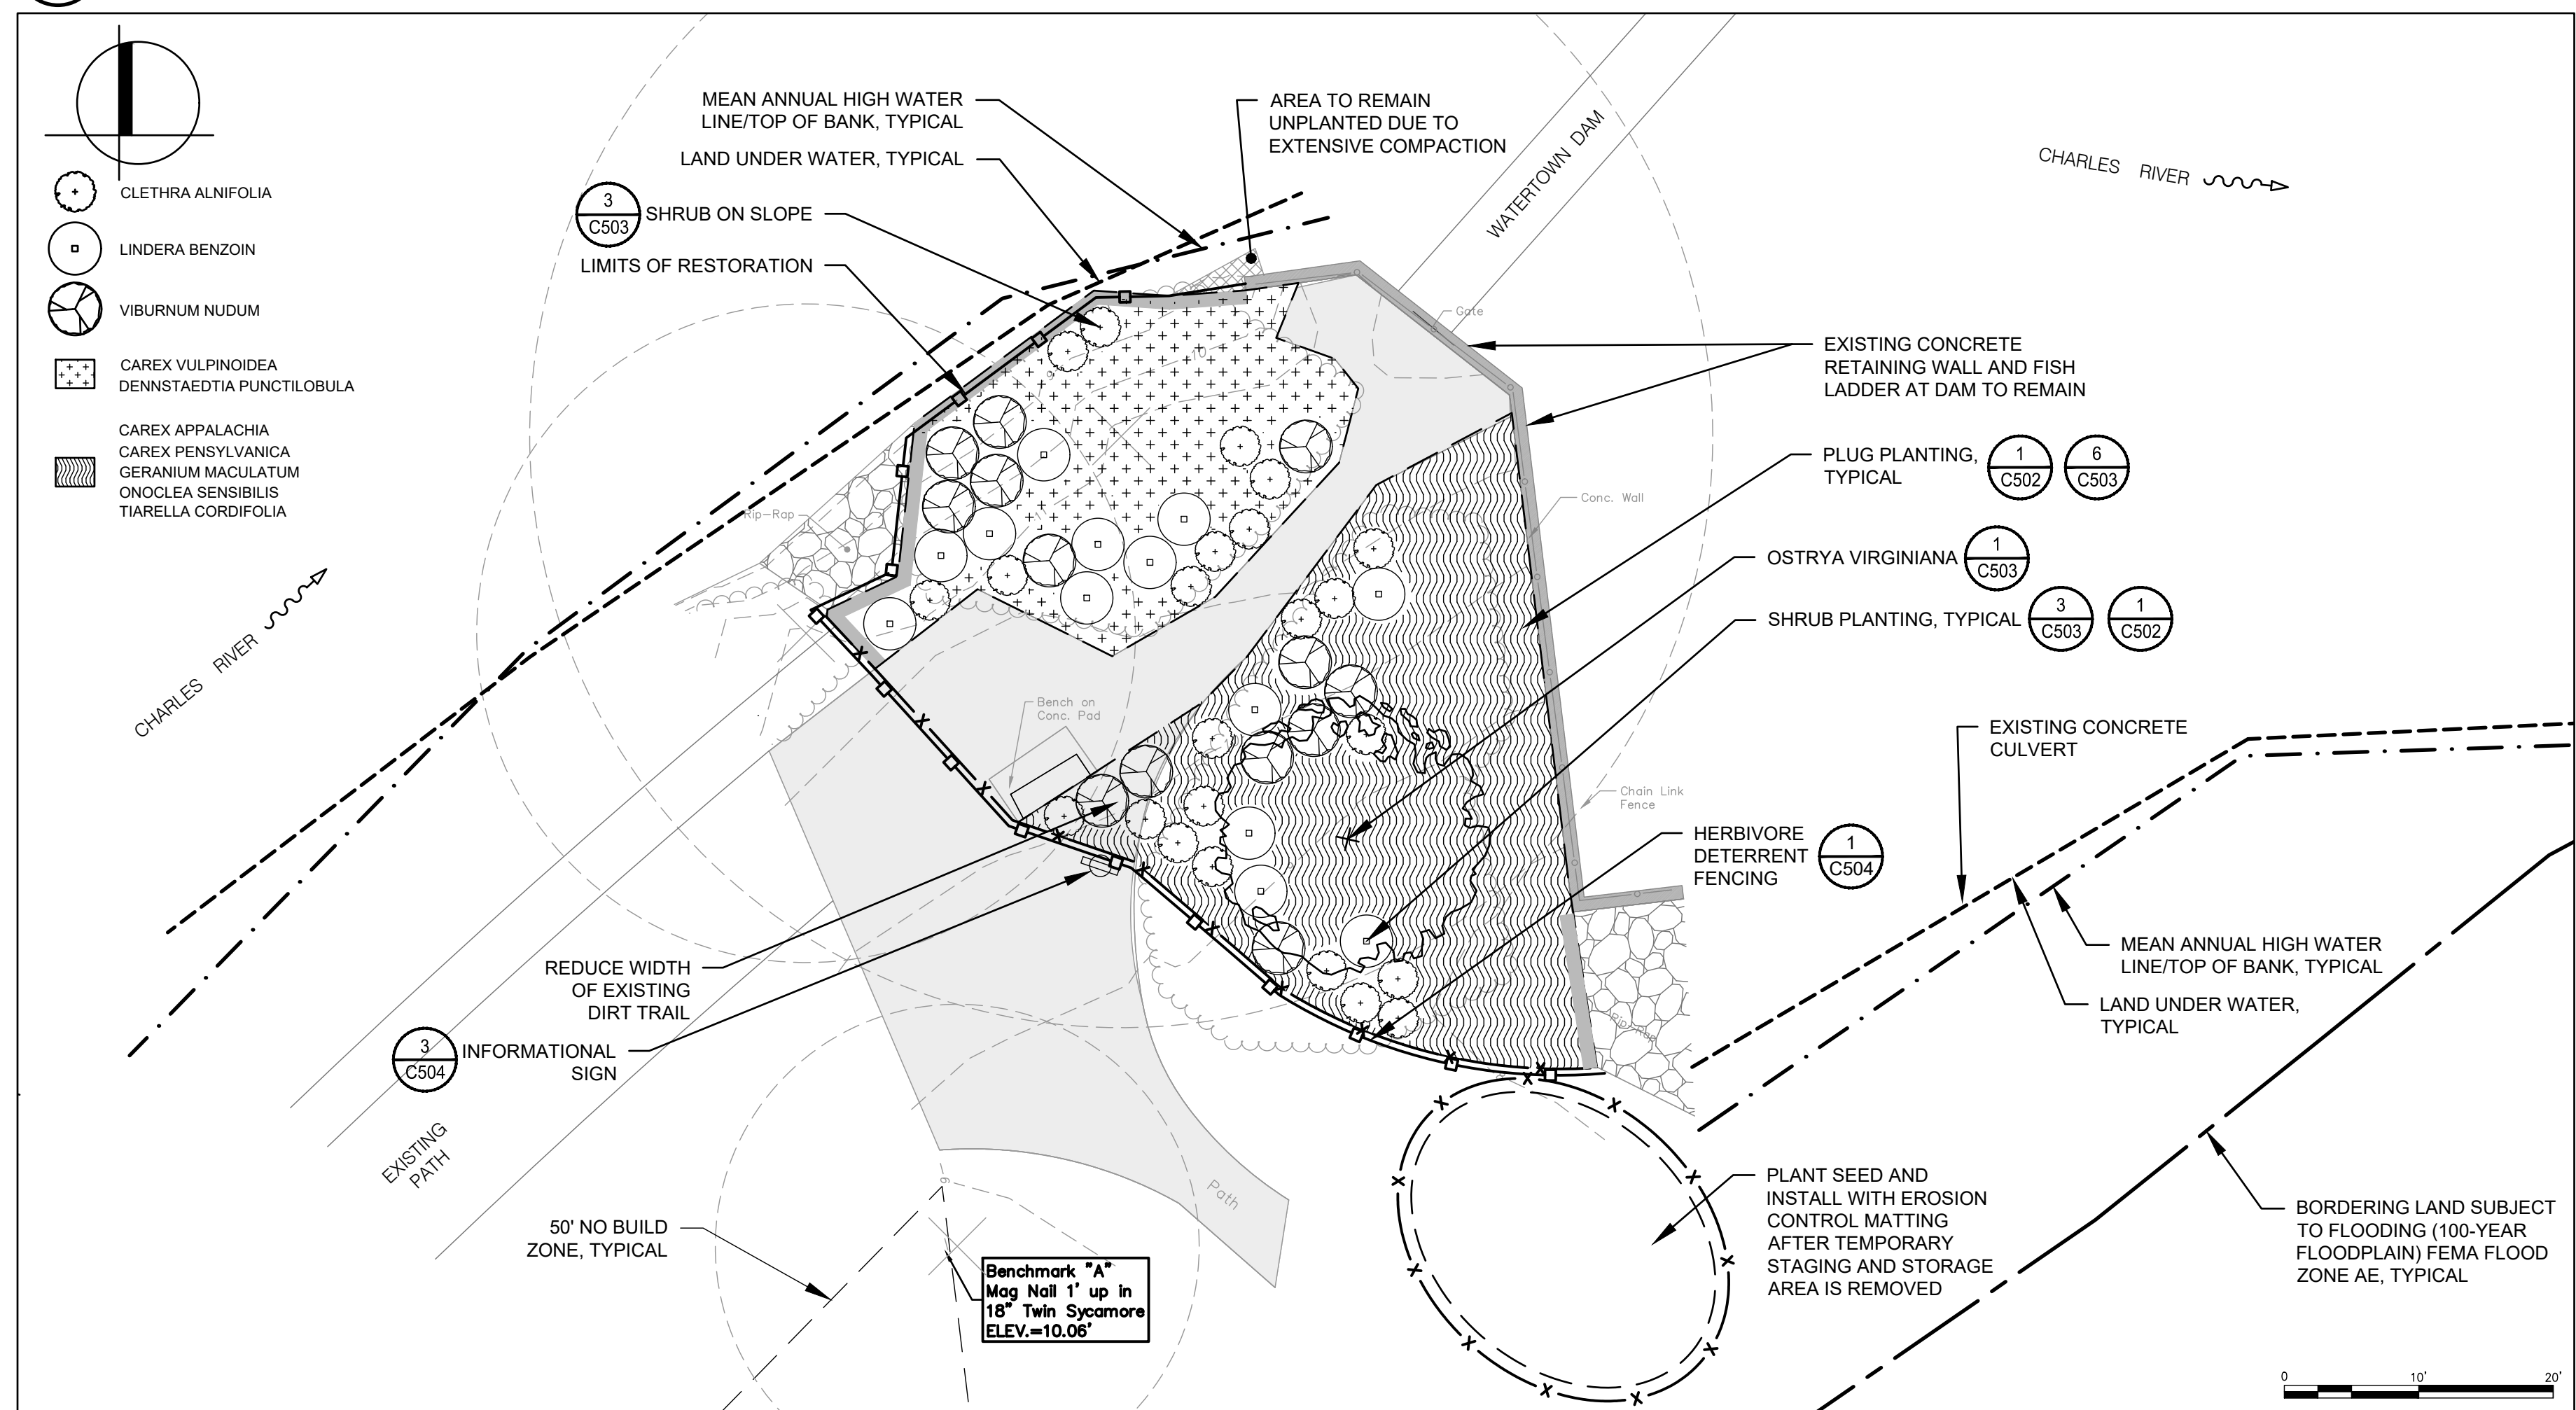 CLETHRA ALNIFOLIA
LINDERA BENZOIN
VIBURNUM NUDUM
CAREX VULPINOIDEA
DENNSTAEDTIA PUNCTILOBULA
CAREX APPALACHIA
CAREX PENSYLVANICA
GERANIUM MACULATUM
ONOCLEA SENSIBILIS
TIARELLA CORDIFOLIA
MEAN ANNUAL HIGH WATER
LINE/TOP OF BANK, TYPICAL
LAND UNDER WATER, TYPICAL
3
C503
SHRUB ON SLOPE
LIMITS OF RESTORATION
AREA TO REMAIN
UNPLANTED DUE TO
EXTENSIVE COMPACTION
WATERTOWN DAM
CHARLES RIVER
Gate
10
9
11
EXISTING CONCRETE
RETAINING WALL AND FISH
LADDER AT DAM TO REMAIN
PLUG PLANTING,
TYPICAL
1
C502
6
C503
Conc. Wall
Rip-Rap
OSTRYA VIRGINIANA
1
C503
SHRUB PLANTING, TYPICAL
3
C503
1
C502
CHARLES RIVER
Bench on
Conc. Pad
EXISTING CONCRETE
CULVERT
Chain Link
Fence
HERBIVORE
DETERRENT
FENCING
1
C504
MEAN ANNUAL HIGH WATER
LINE/TOP OF BANK, TYPICAL
LAND UNDER WATER,
TYPICAL
REDUCE WIDTH
OF EXISTING
DIRT TRAIL
3
C504
INFORMATIONAL
SIGN
Rip-Rap
EXISTING
PATH
Path
9
50' NO BUILD
ZONE, TYPICAL
Benchmark "A"
Mag Nail 1' up in
18" Twin Sycamore
ELEV.=10.06'
PLANT SEED AND
INSTALL WITH EROSION
CONTROL MATTING
AFTER TEMPORARY
STAGING AND STORAGE
AREA IS REMOVED
BORDERING LAND SUBJECT
TO FLOODING (100-YEAR
FLOODPLAIN) FEMA FLOOD
ZONE AE, TYPICAL
0 10' 20'